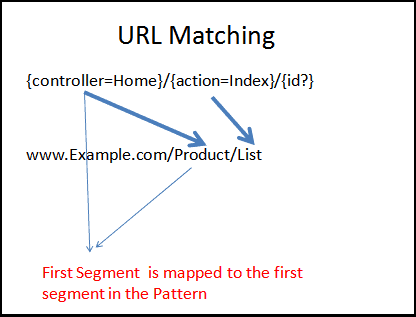 URL Matching
{controller=Home}/{action=Index}/{id?}
www.Example.com/Product/List
First Segment is mapped to the first
segment in the Pattern